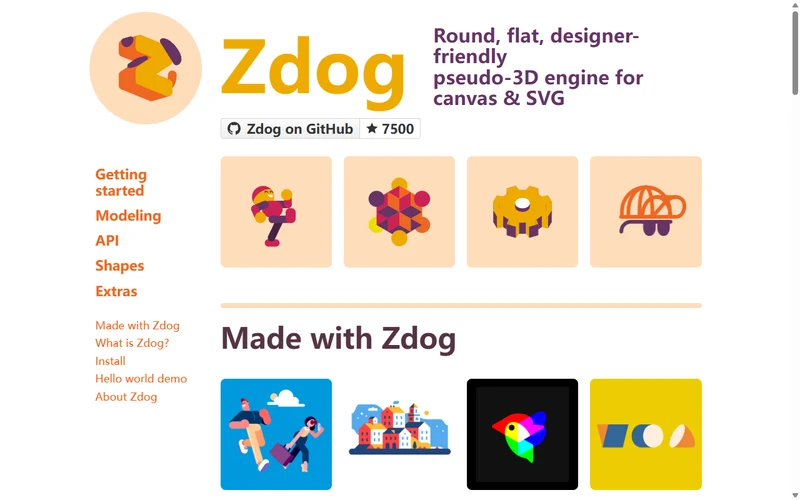 Zdog
Round, flat, designer-
friendly
pseudo-3D engine for
canvas & SVG
Zdog on GitHub
7500
Getting
started
Modeling
API
Shapes
Extras
Made with Zdog
What is Zdog?
Install
Hello world demo
About Zdog
Made with Zdog